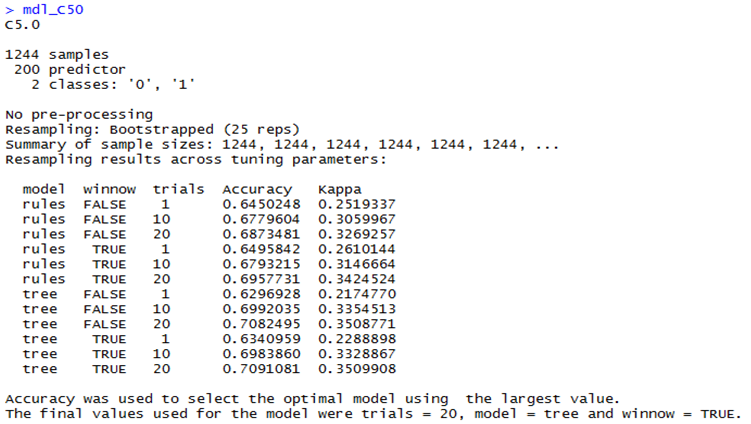 > mdl_C50
C5.0
1244 samples
200 predictor
2 classes: '0', '1'
No pre-processing
Resampling: Bootstrapped (25 reps)
Summary of sample sizes: 1244, 1244, 1244, 1244, 1244, 1244, ...
Resampling results across tuning parameters:
model winnow trials Accuracy Kappa
rules FALSE 1 0.6450248 0.2519337
rules FALSE 10 0.6779604 0.3059967
rules FALSE 20 0.6873481 0.3269257
rules TRUE 1 0.6495842 0.2610144
rules TRUE 10 0.6793215 0.3146664
rules TRUE 20 0.6957731 0.3424524
tree FALSE 1 0.6296928 0.2174770
tree FALSE 10 0.6992035 0.3354513
tree FALSE 20 0.7082495 0.3508771
tree TRUE 1 0.6340959 0.2288898
tree TRUE 10 0.6983860 0.3328867
tree TRUE 20 0.7091081 0.3509908
Accuracy was used to select the optimal model using the largest value.
The final values used for the model were trials = 20, model = tree and winnow = TRUE.